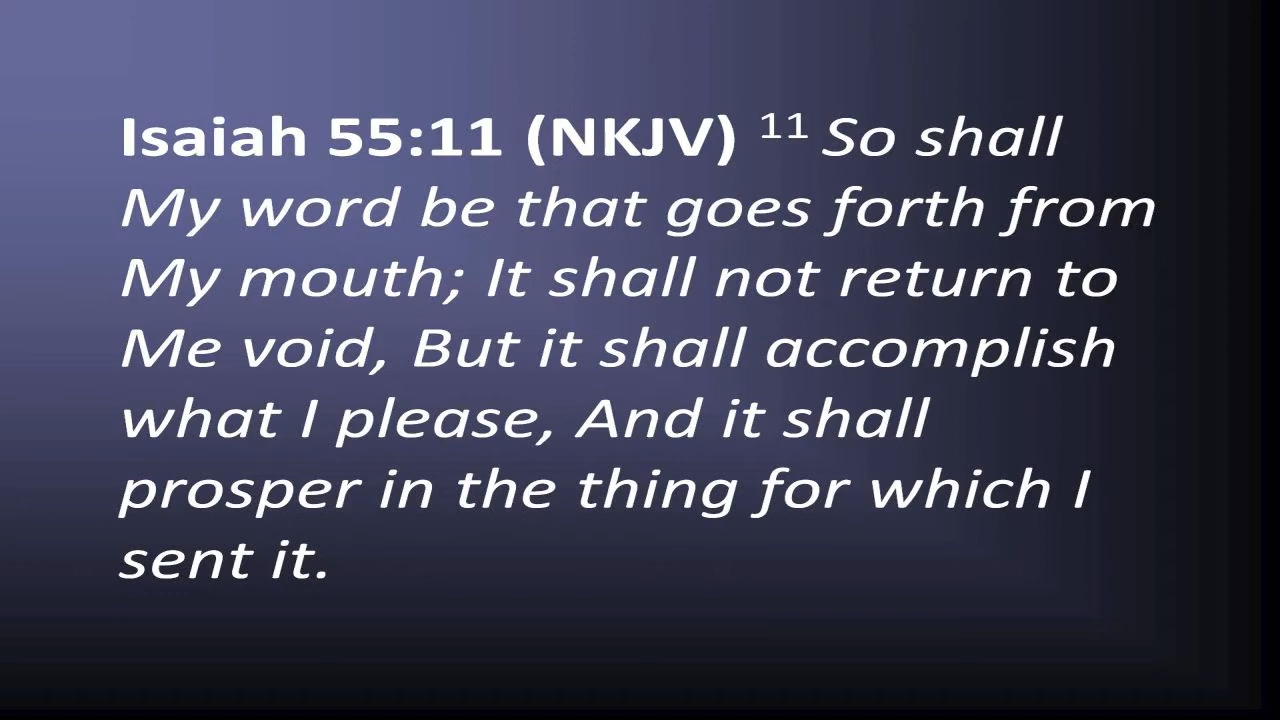 Isaiah 55:11 (NKJV) 11 So shall
My word be that goes forth from
My mouth; It shall not return to
Me void, But it shall accomplish
what I please, And it shall
prosper in the thing for which I
sent it.